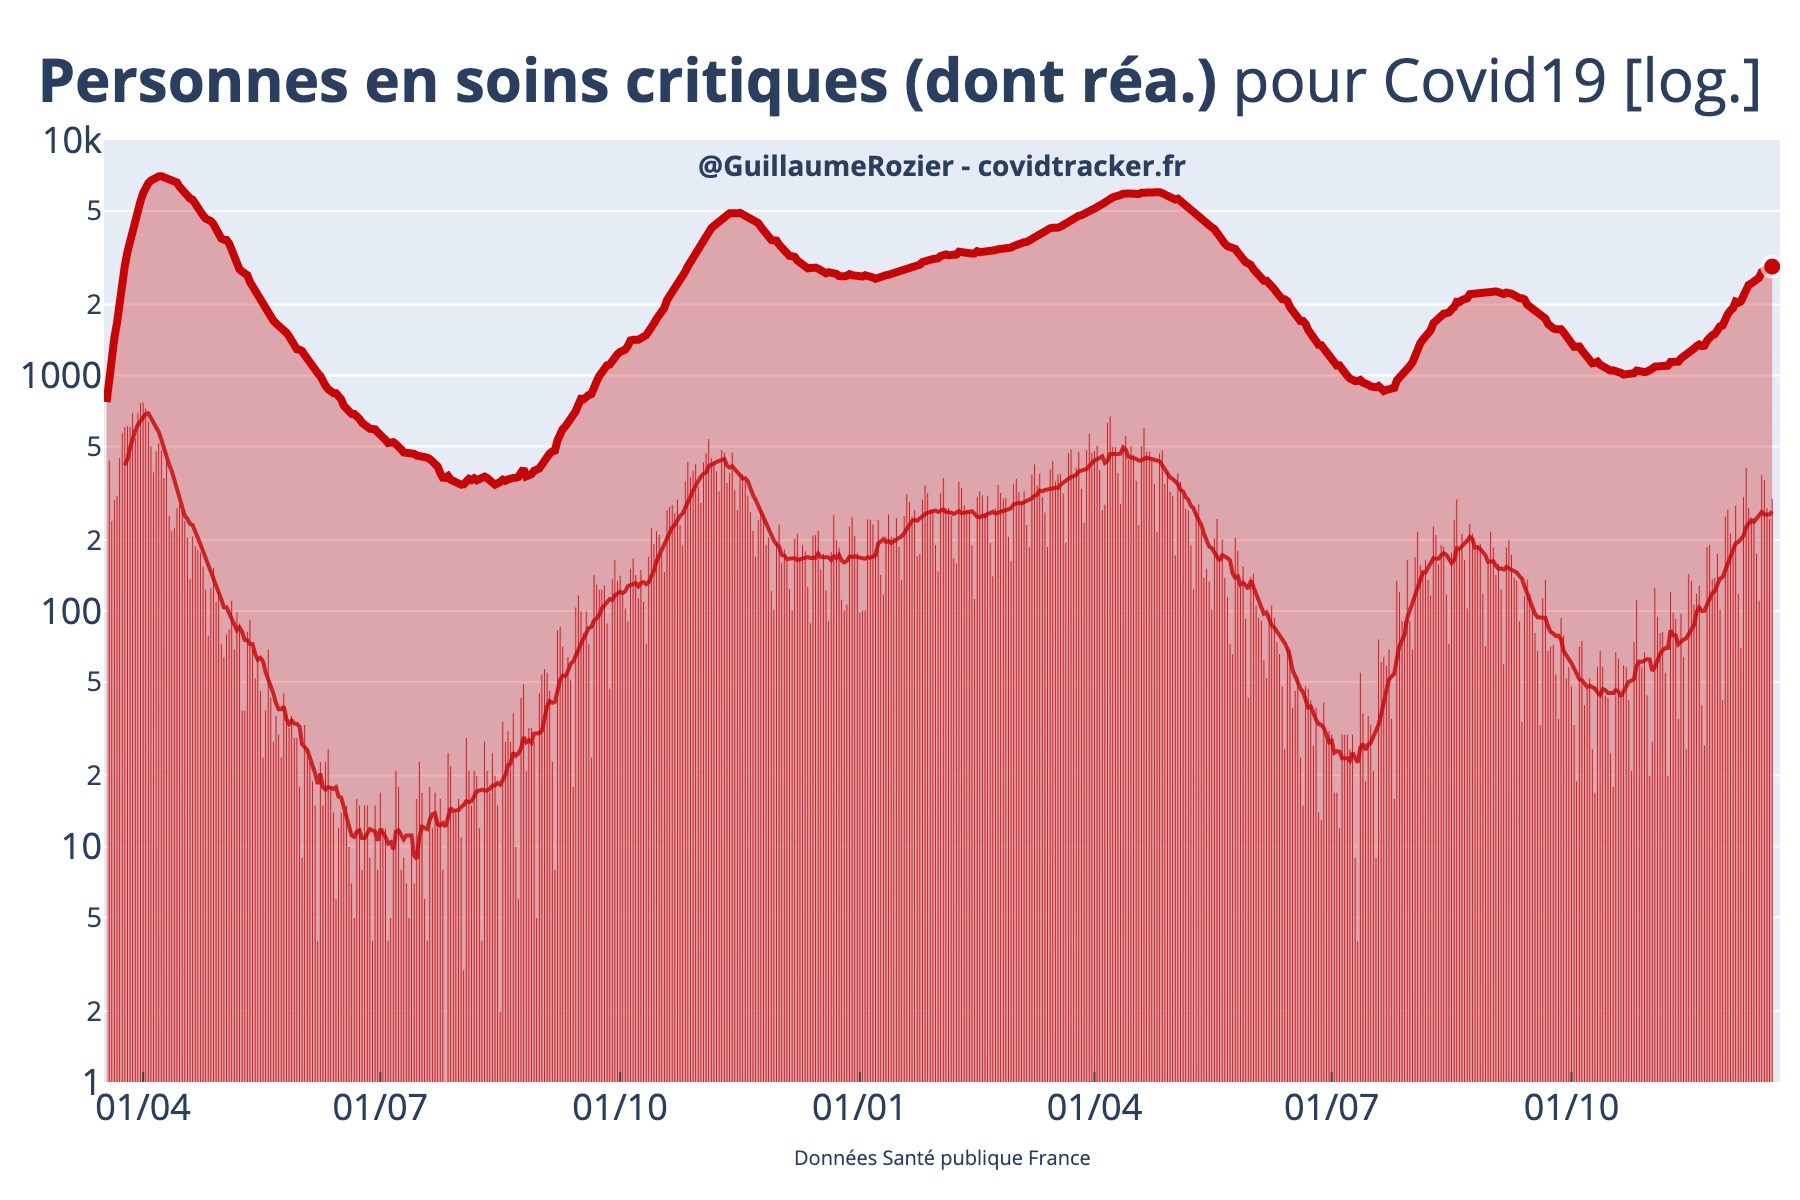 Personnes en soins critiques (dont réa.) pour Covid19 [log.]
@GuillaumeRozier - covidtracker.fr
10k
5
2
1000
5
2
100
5
2
10
5
2
1
01/04 01/07 01/10 01/01 01/04 01/07 01/10
Données Santé publique France